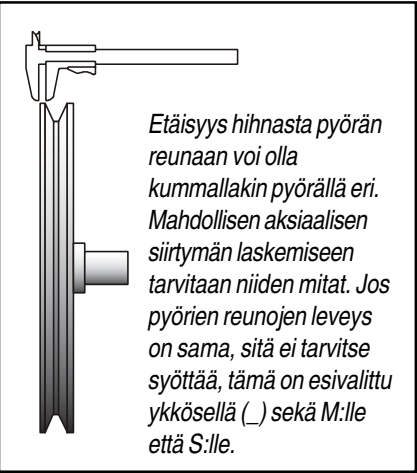 Etäisyys hihnasta pyörän
reunaan voi olla
kummallakin pyörällä eri.
Mahdollisen aksiaalisen
siirtymän laskemiseen
tarvitaan niiden mitat. Jos
pyörien reunojen leveys
on sama, sitä ei tarvitse
syöttää, tämä on esivalittu
ykkösellä (_) sekä M:lle
että S:lle.